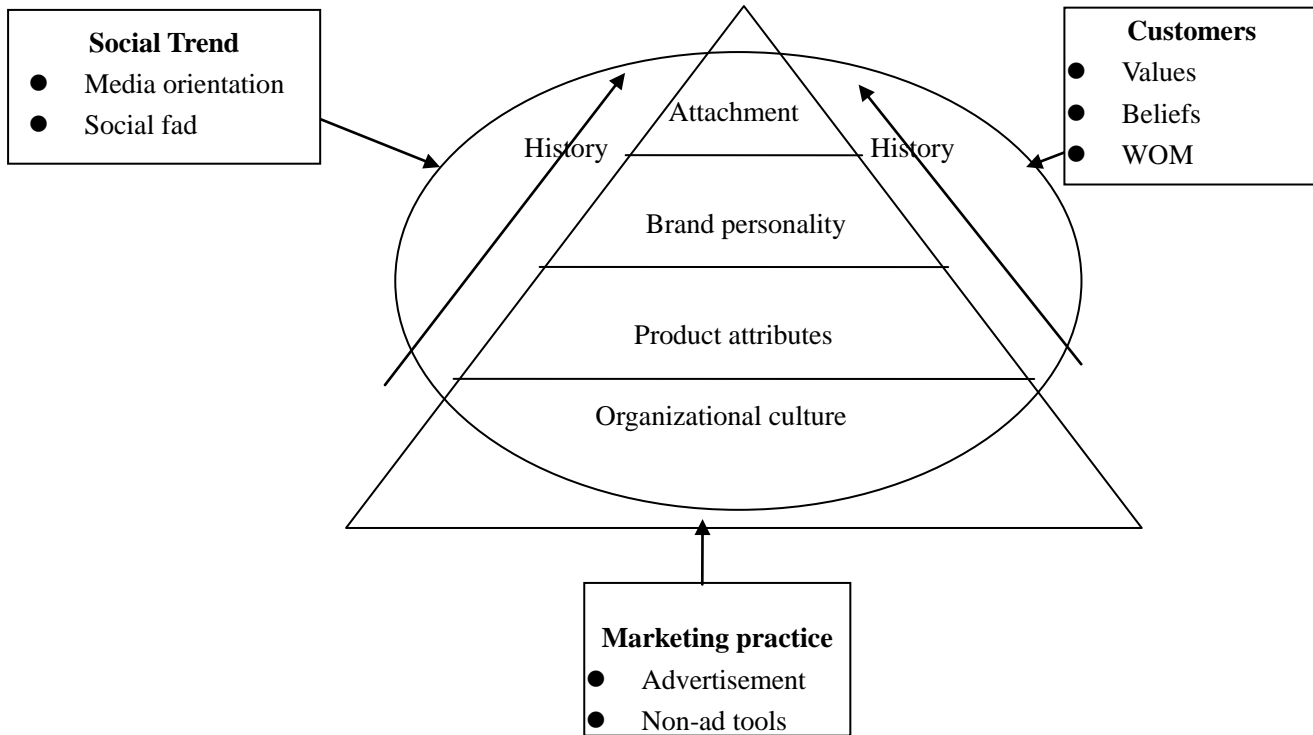 Social Trend
● Media orientation
● Social fad
Customers
● Values
● Beliefs
● WOM
Attachment
History
History
Brand personality
Product attributes
Organizational culture
Marketing practice
● Advertisement
● Non-ad tools